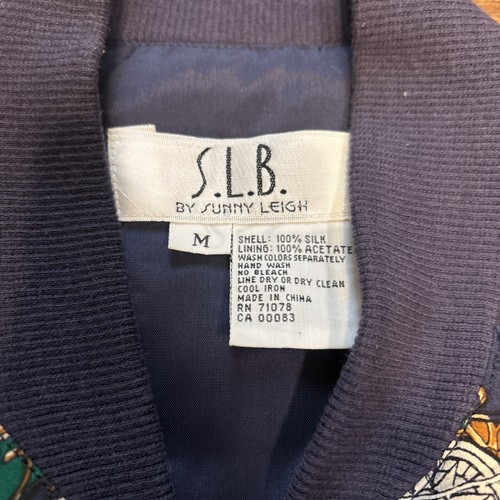 S.L.B.
BY SUNNY LEIGH
M
SHELL: 100% SILK
LINING: 100% ACETATE
WASH COLORS SEPARATELY
HAND WASH
NO BLEACH
LINE DRY OR DRY CLEAN
COOL IRON
MADE IN CHINA
RN 71078
CA 00083